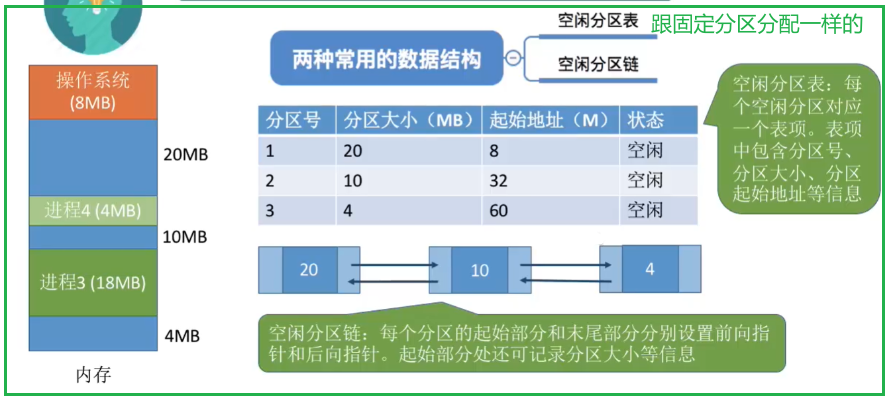 空闲分区表
跟固定分区分配一样的
两种常用的数据结构
空闲分区链
操作系统
(8MB)
20MB
进程4 (4MB)
10MB
进程3 (18MB)
4MB
内存
分区号 分区大小（MB） 起始地址（M） 状态
1 20 8 空闲
2 10 32 空闲
3 4 60 空闲
空闲分区表：每
个空闲分区对应
一个表项。表项
中包含分区号、
分区大小、分区
起始地址等信息
20 10 4
空闲分区链：每个分区的起始部分和末尾部分分别设置前向指
针和后向指针。起始部分处还可记录分区大小等信息